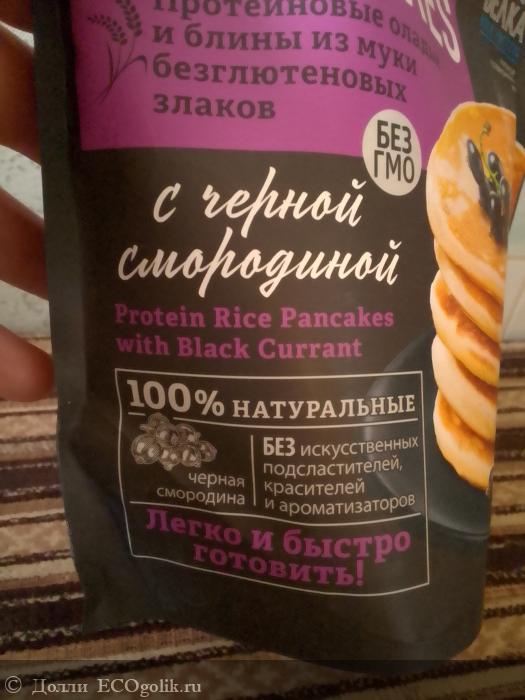 Протеиновые
и блины из муки
безглютеновых
злаков
БЕЗ
ГМО
с черной
смородиной
Protein Rice Pancakes
with Black Currant
100% НАТУРАЛЬНЫЕ
черная
смородина
БЕЗ искусственных
подсластителей,
красителей
и ароматизаторов
Легко и быстро
готовить!
© Долли ECOgolik.ru